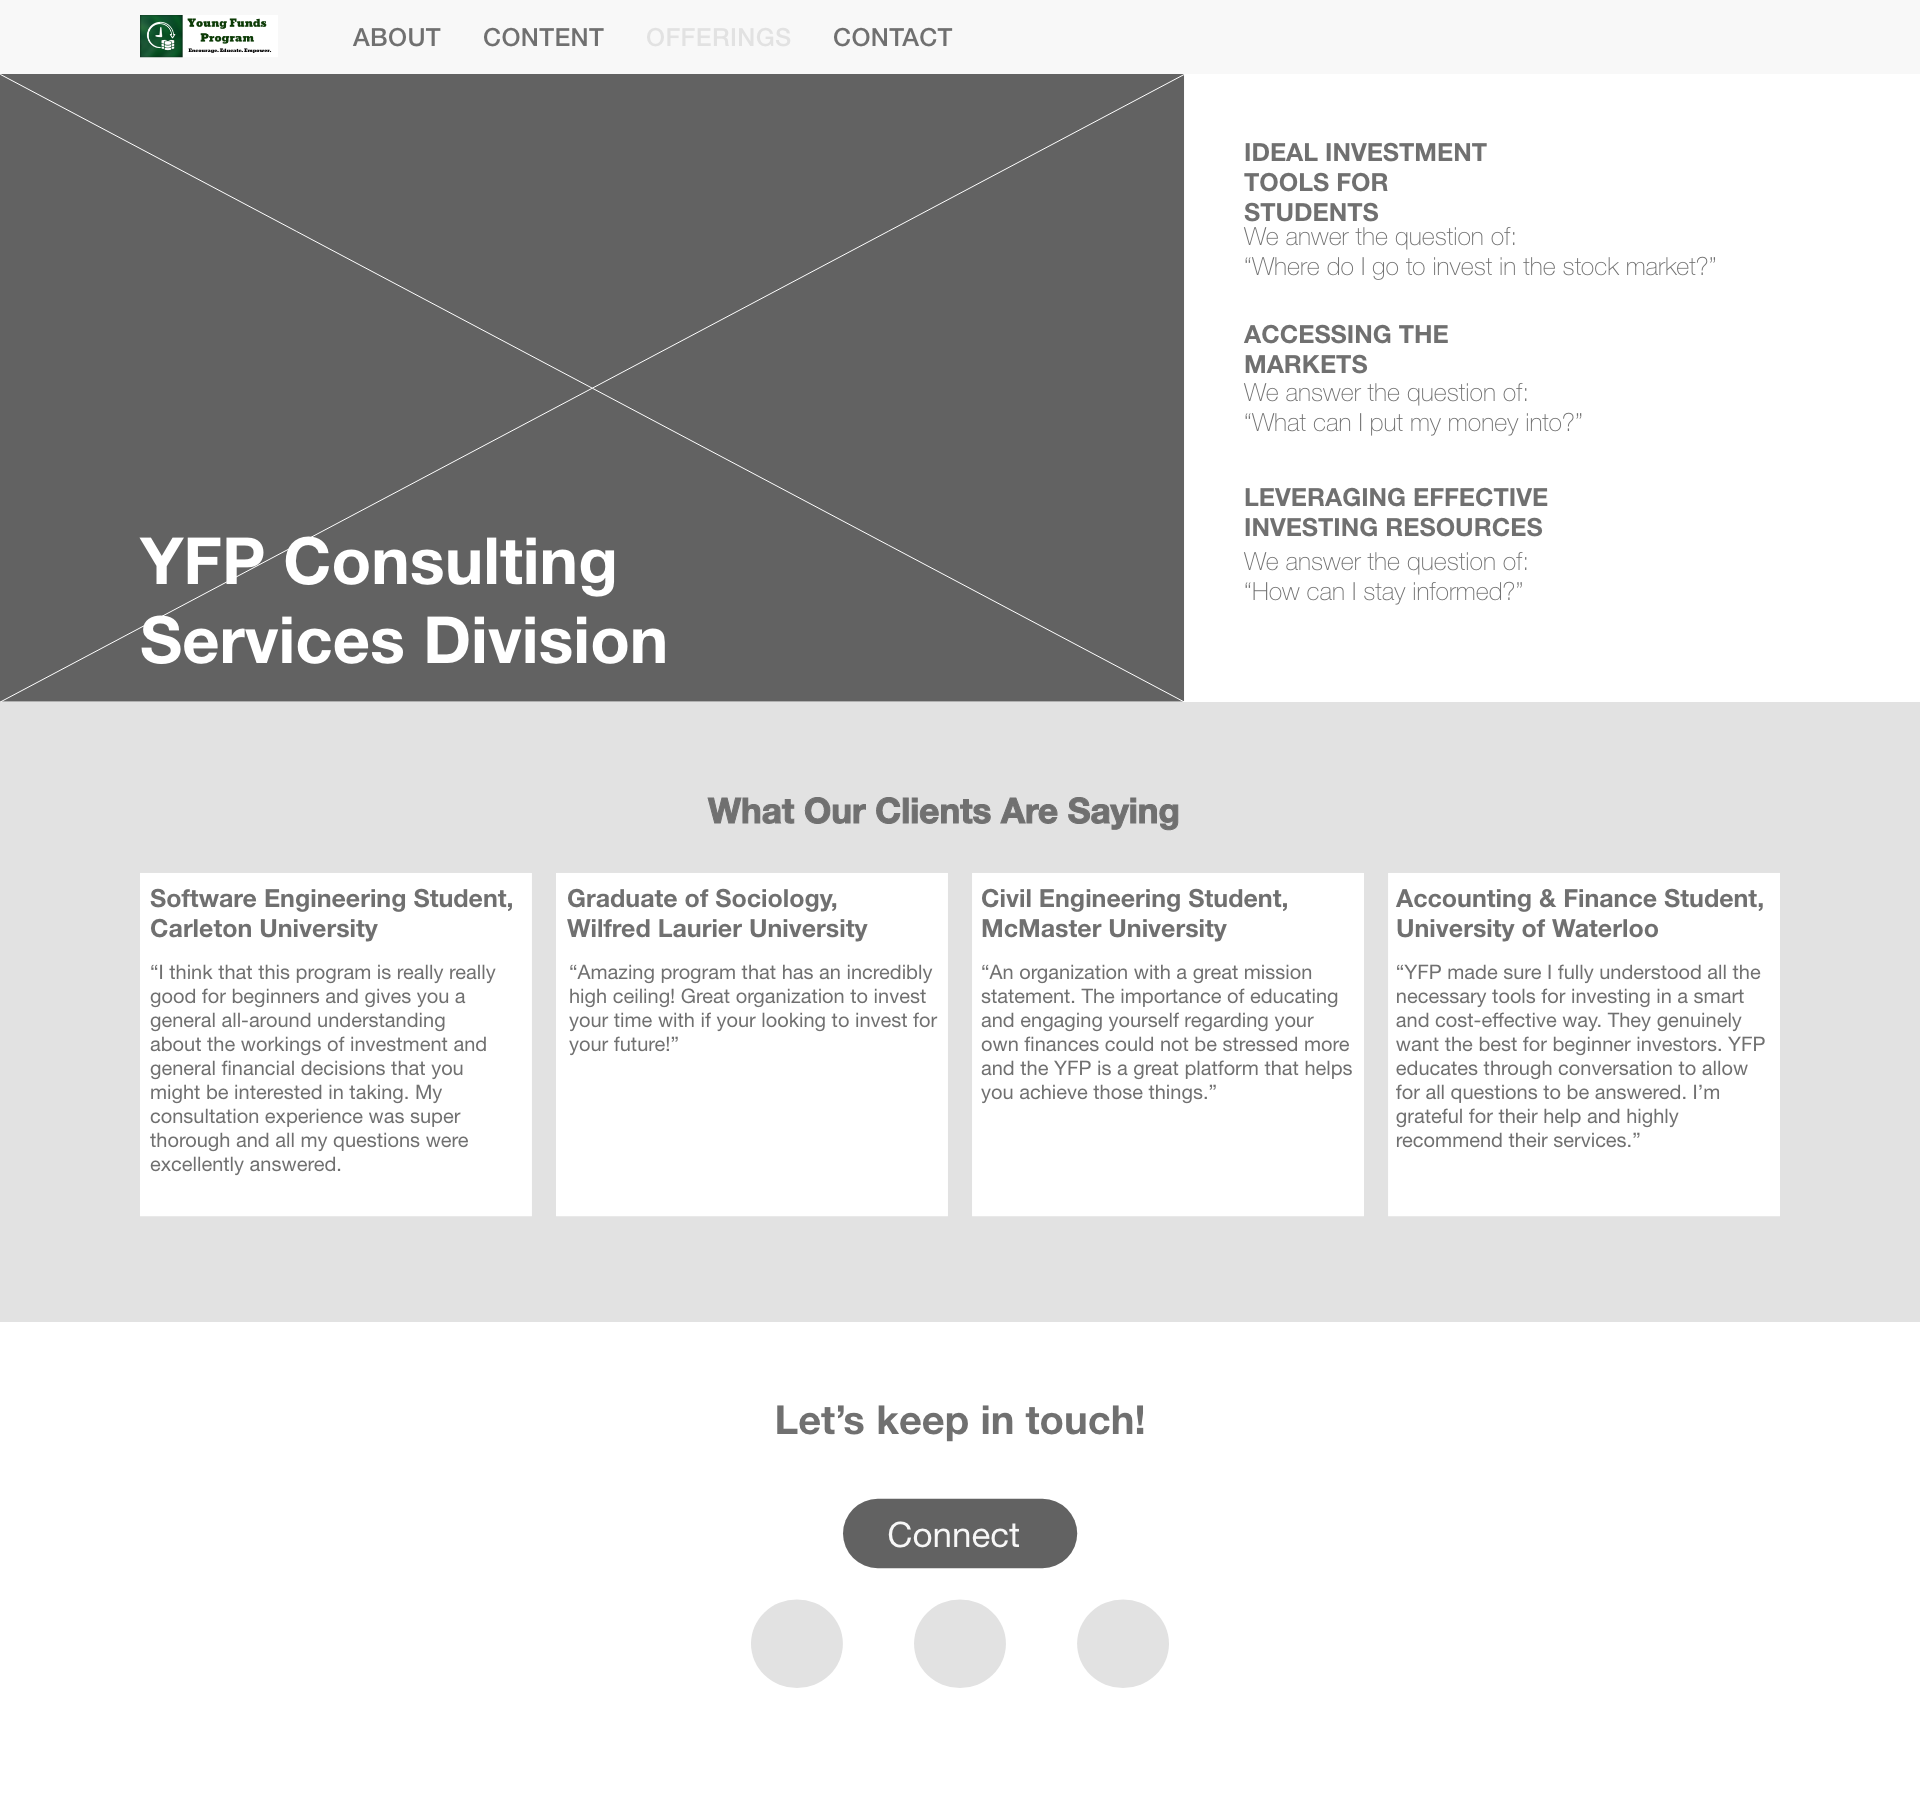 Young Funds
Program
Encourage. Educate. Empower.
ABOUT CONTENT OFFERINGS CONTACT
YFP Consulting
Services Division
IDEAL INVESTMENT
TOOLS FOR
STUDENTS
We anwer the question of:
“Where do I go to invest in the stock market?”
ACCESSING THE
MARKETS
We answer the question of:
“What can I put my money into?”
LEVERAGING EFFECTIVE
INVESTING RESOURCES
We answer the question of:
“How can I stay informed?”
What Our Clients Are Saying
Software Engineering Student,
Carleton University
“I think that this program is really really
good for beginners and gives you a
general all-around understanding
about the workings of investment and
general financial decisions that you
might be interested in taking. My
consultation experience was super
thorough and all my questions were
excellently answered.
Graduate of Sociology,
Wilfred Laurier University
“Amazing program that has an incredibly
high ceiling! Great organization to invest
your time with if your looking to invest for
your future!”
Civil Engineering Student,
McMaster University
“An organization with a great mission
statement. The importance of educating
and engaging yourself regarding your
own finances could not be stressed more
and the YFP is a great platform that helps
you achieve those things.”
Accounting & Finance Student,
University of Waterloo
“YFP made sure I fully understood all the
necessary tools for investing in a smart
and cost-effective way. They genuinely
want the best for beginner investors. YFP
educates through conversation to allow
for all questions to be answered. I’m
grateful for their help and highly
recommend their services.”
Let’s keep in touch!
Connect